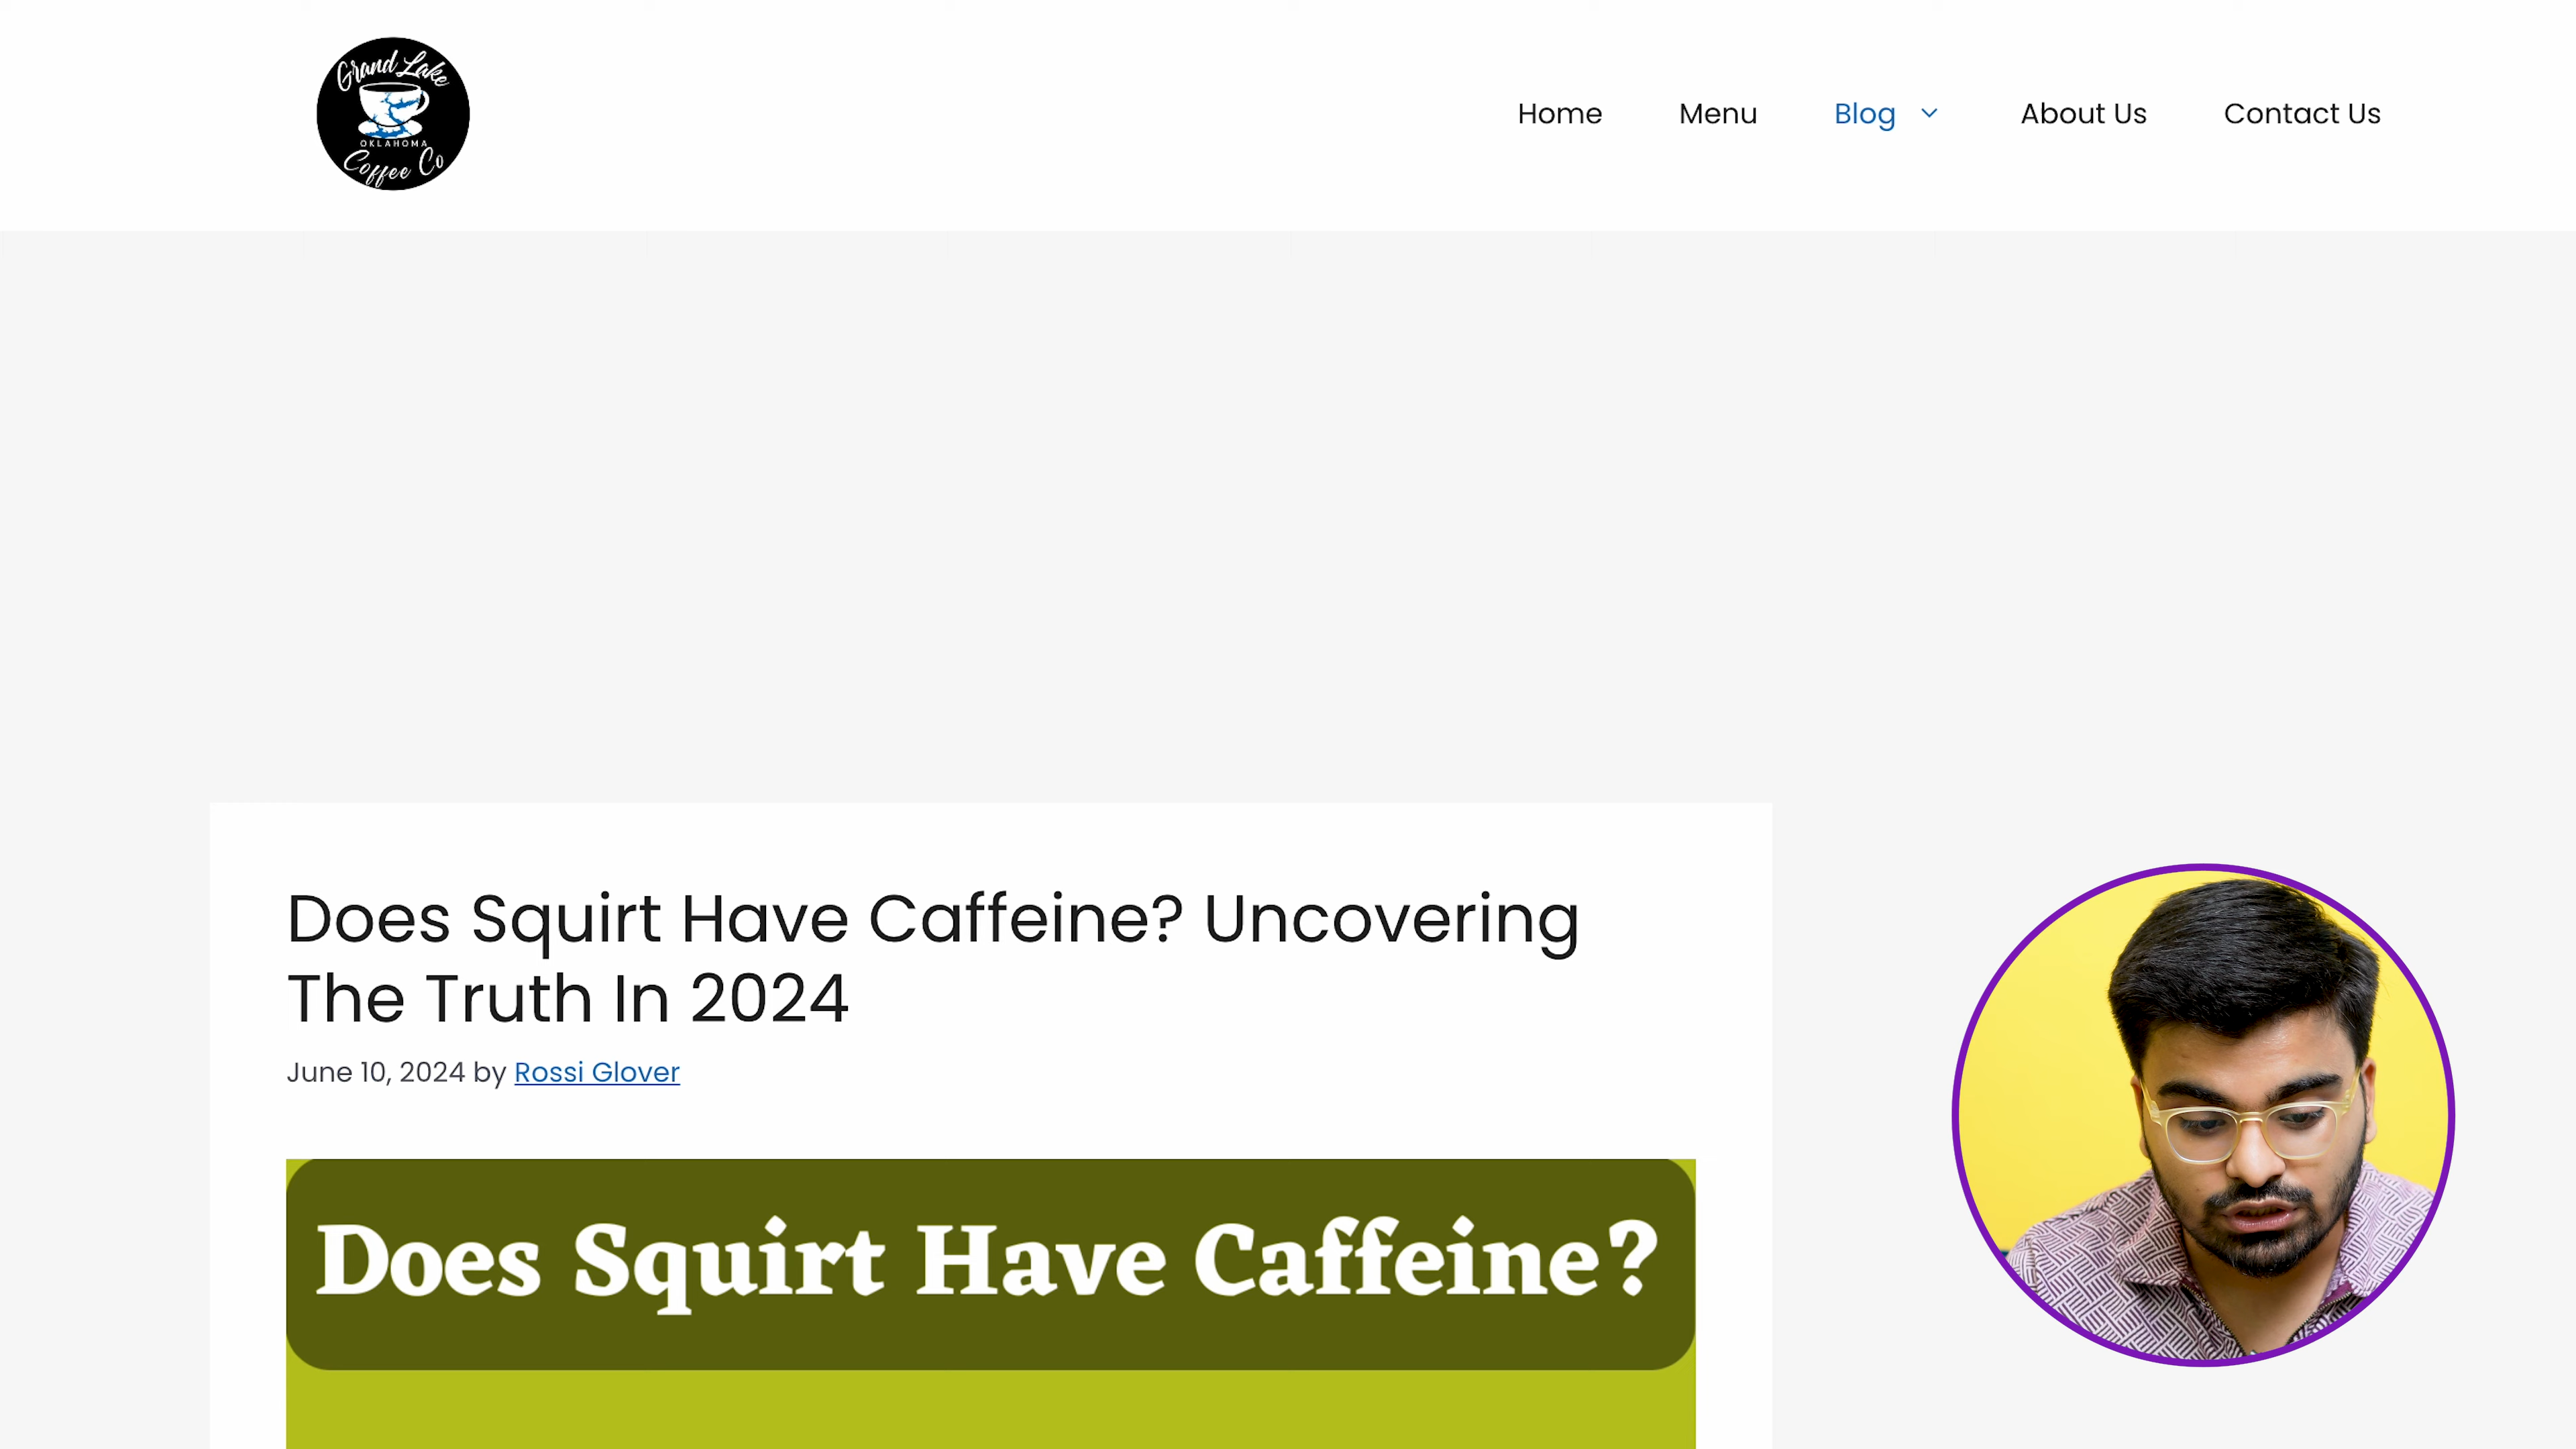 Grand Lake
OKLAHOMA
Coffee Co
Home Menu Blog About Us Contact Us
Does Squirt Have Caffeine? Uncovering
The Truth In 2024
June 10, 2024 by Rossi Glover
Does Squirt Have Caffeine?